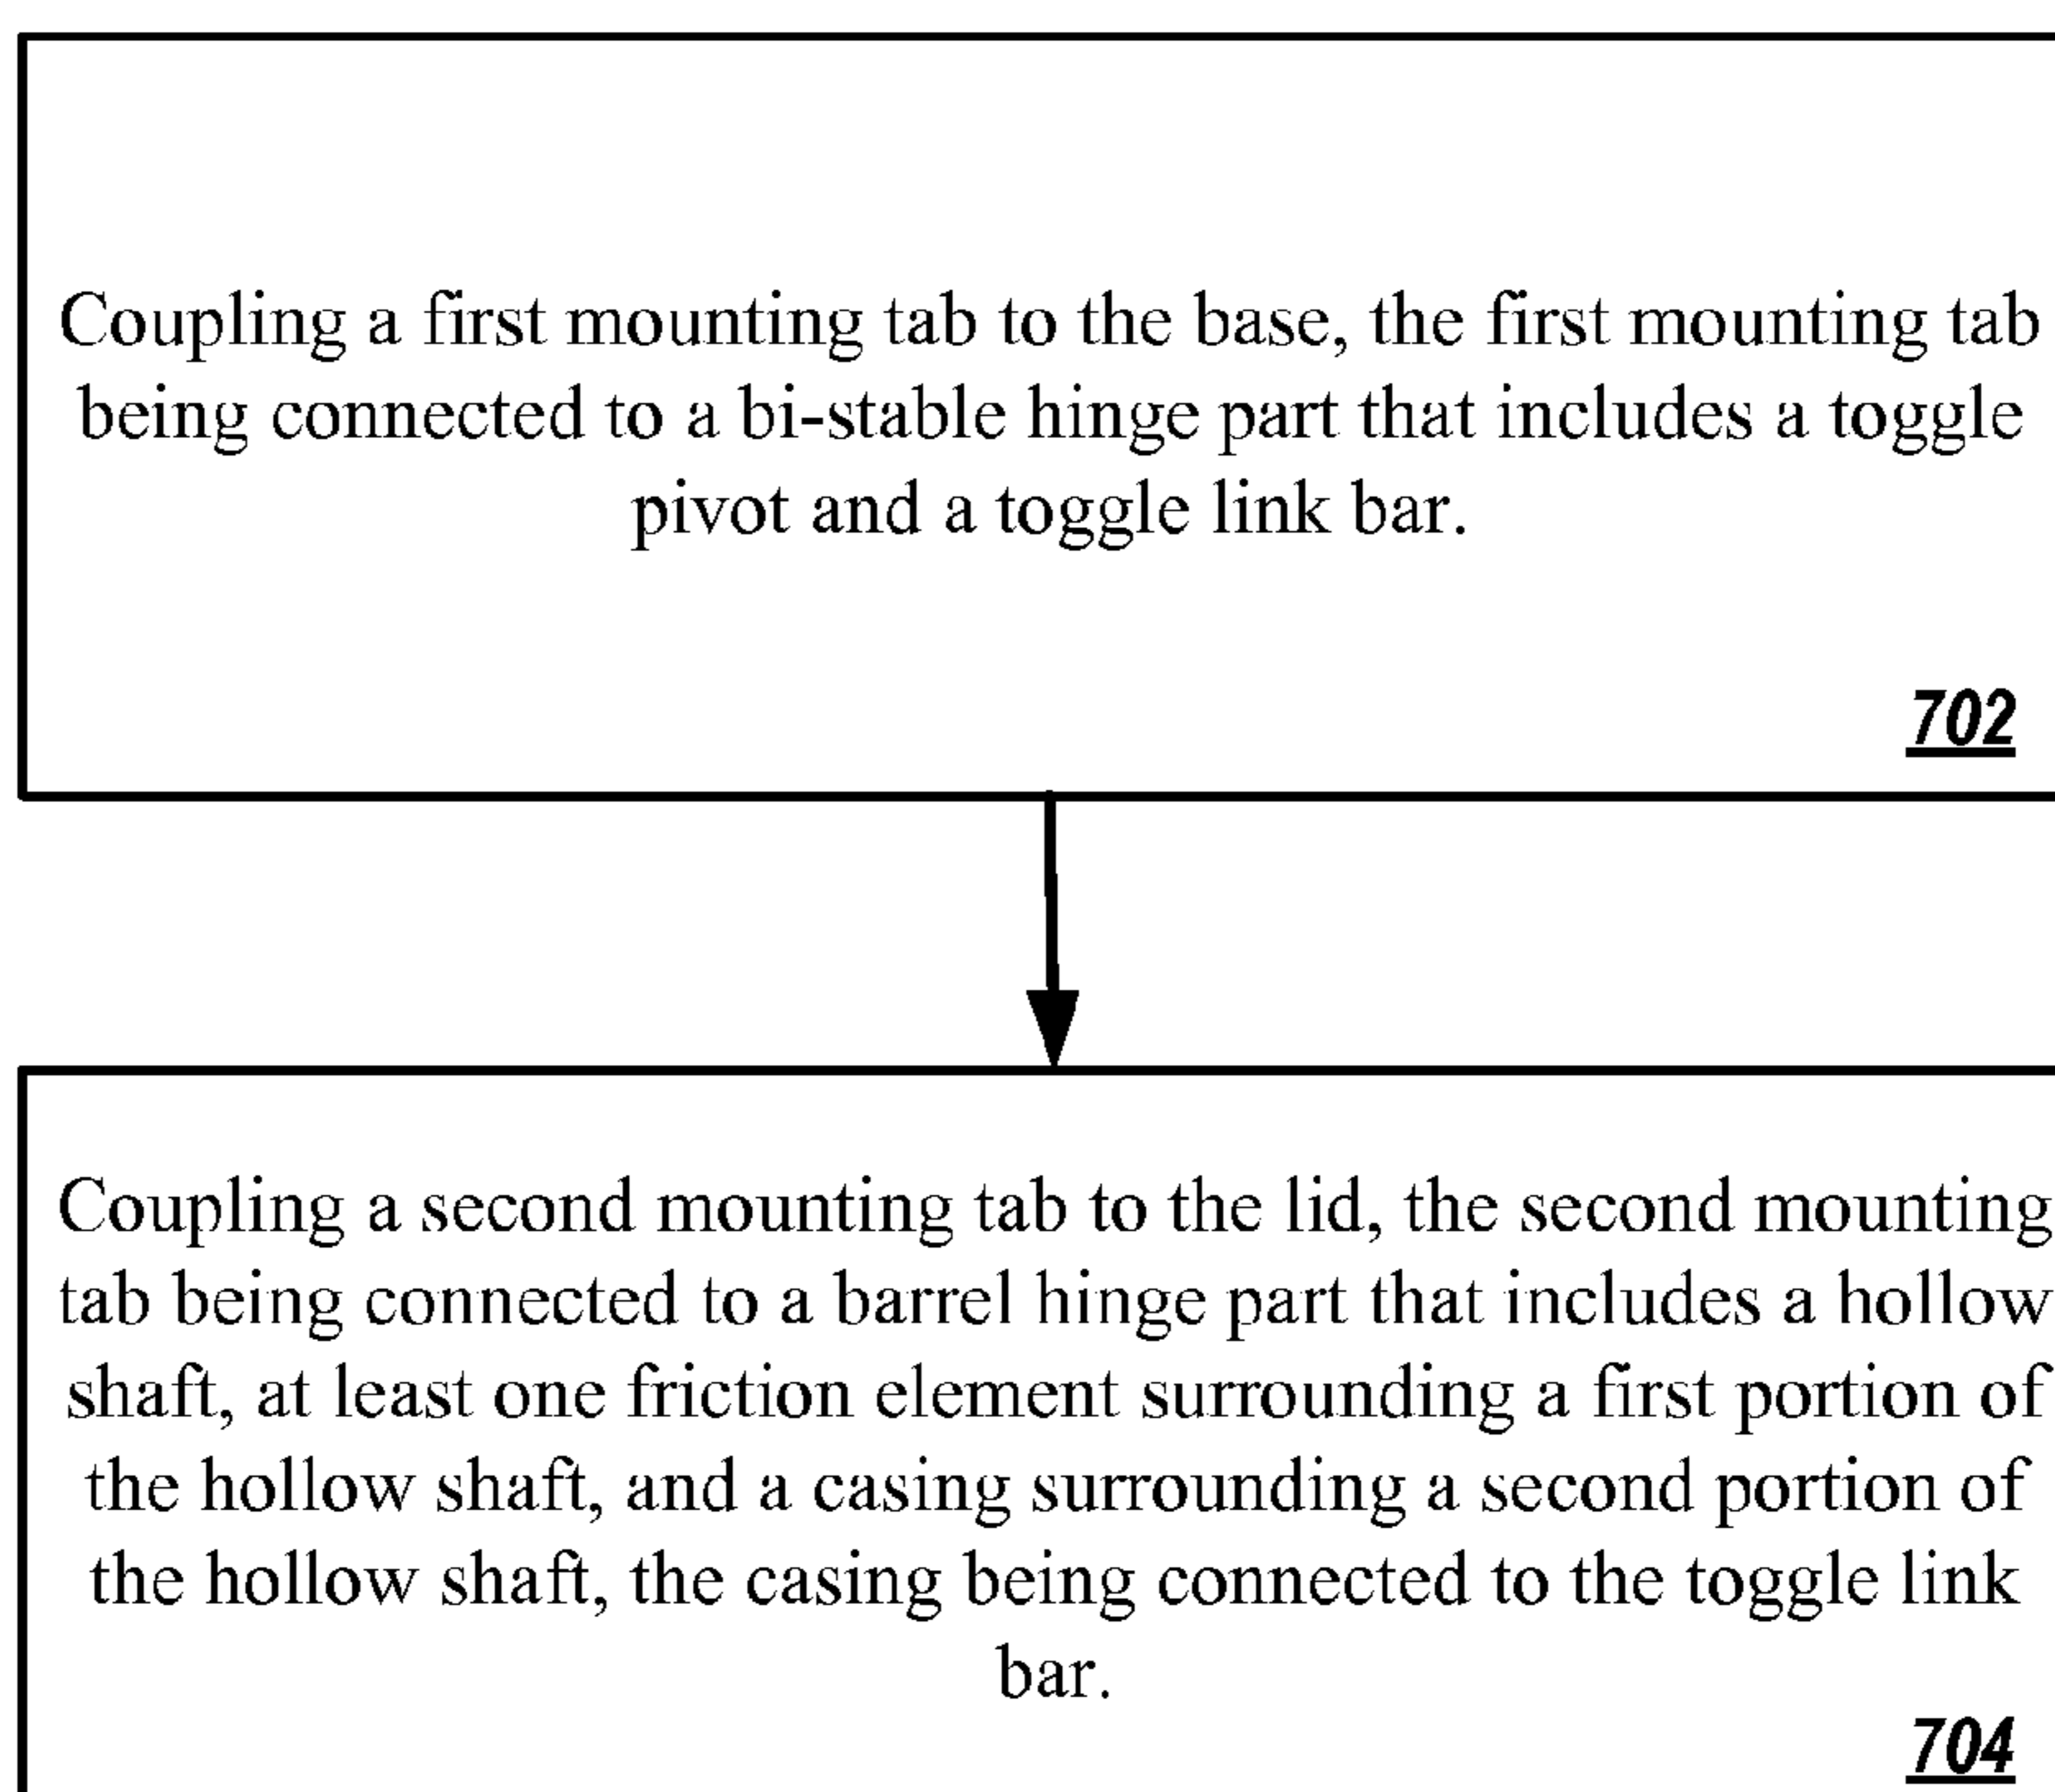 Coupling a first mounting tab to the base, the first mounting tab
being connected to a bi-stable hinge part that includes a toggle
pivot and a toggle link bar.
702
Coupling a second mounting tab to the lid, the second mounting
tab being connected to a barrel hinge part that includes a hollow
shaft, at least one friction element surrounding a first portion of
the hollow shaft, and a casing surrounding a second portion of
the hollow shaft, the casing being connected to the toggle link
bar.
704